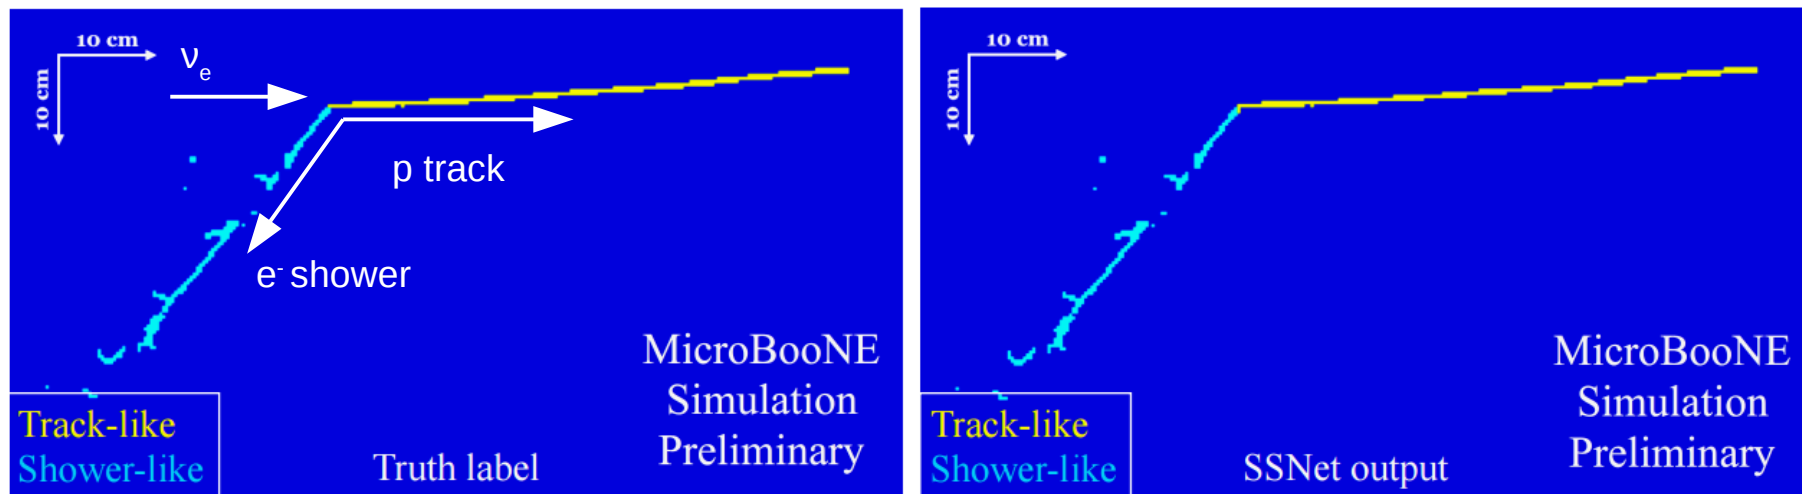 10 cm
10 cm
νe
p track
e- shower
MicroBooNE
Simulation
Preliminary
Track-like
Shower-like
Truth label
10 cm
10 cm
MicroBooNE
Simulation
Preliminary
Track-like
Shower-like
SSNet output